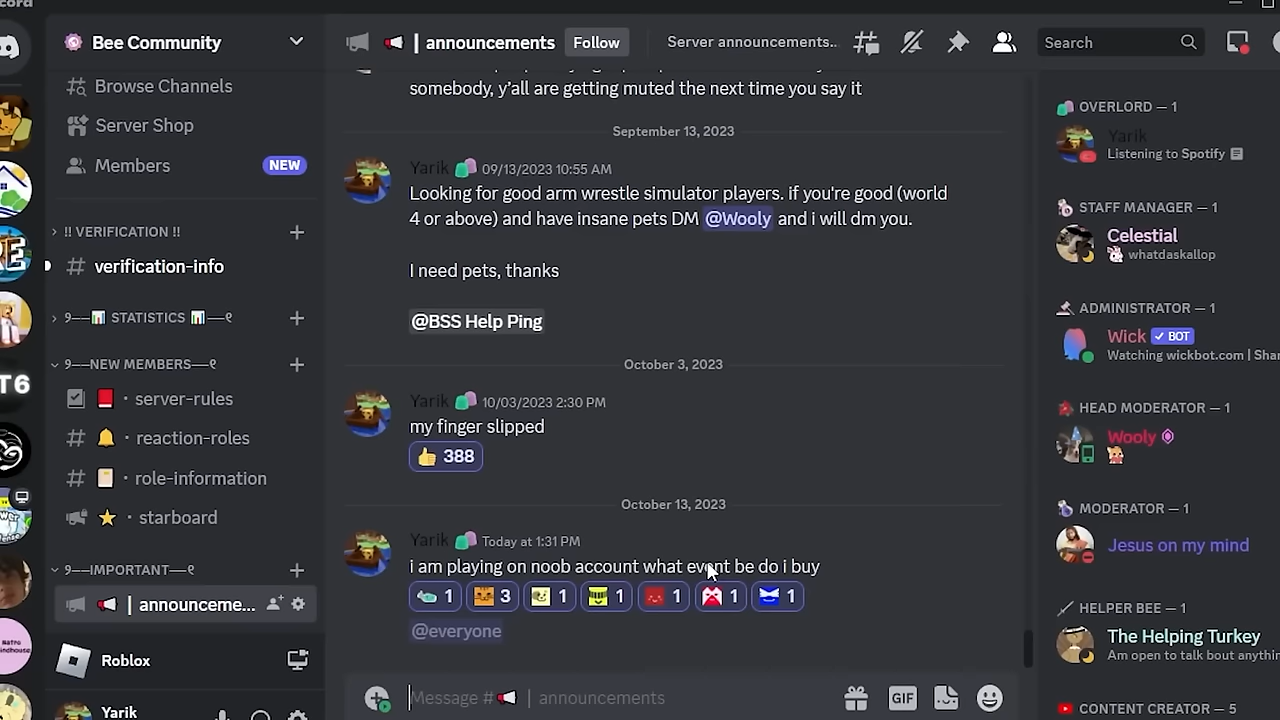 Bee Community
Browse Channels
Server Shop
Members
NEW
!! VERIFICATION !!
verification-info
STATISTICS
NEW MEMBERS
server-rules
reaction-roles
role-information
starboard
IMPORTANT
announceme...
Roblox
Yarik
| announcements
Follow
Server announcements..
Search
somebody, y'all are getting muted the next time you say it
September 13, 2023
Yarik 09/13/2023 10:55 AM
Looking for good arm wrestle simulator players. if you're good (world
4 or above) and have insane pets DM @Wooly and i will dm you.
I need pets, thanks
@BSS Help Ping
October 3, 2023
Yarik 10/03/2023 2:30 PM
my finger slipped
388
October 13, 2023
Yarik Today at 1:31 PM
i am playing on noob account what event be do i buy
1 3 1 1 1 1 1
@everyone
Message # | announcements
GIF
OVERLORD — 1
Yarik
Listening to Spotify
STAFF MANAGER — 1
Celestial
whatdaskallop
ADMINISTRATOR — 1
Wick BOT
Watching wickbot.com | Shar
HEAD MODERATOR — 1
Wooly
MODERATOR — 1
Jesus on my mind
HELPER BEE — 1
The Helping Turkey
Am open to talk bout anythin
CONTENT CREATOR — 5